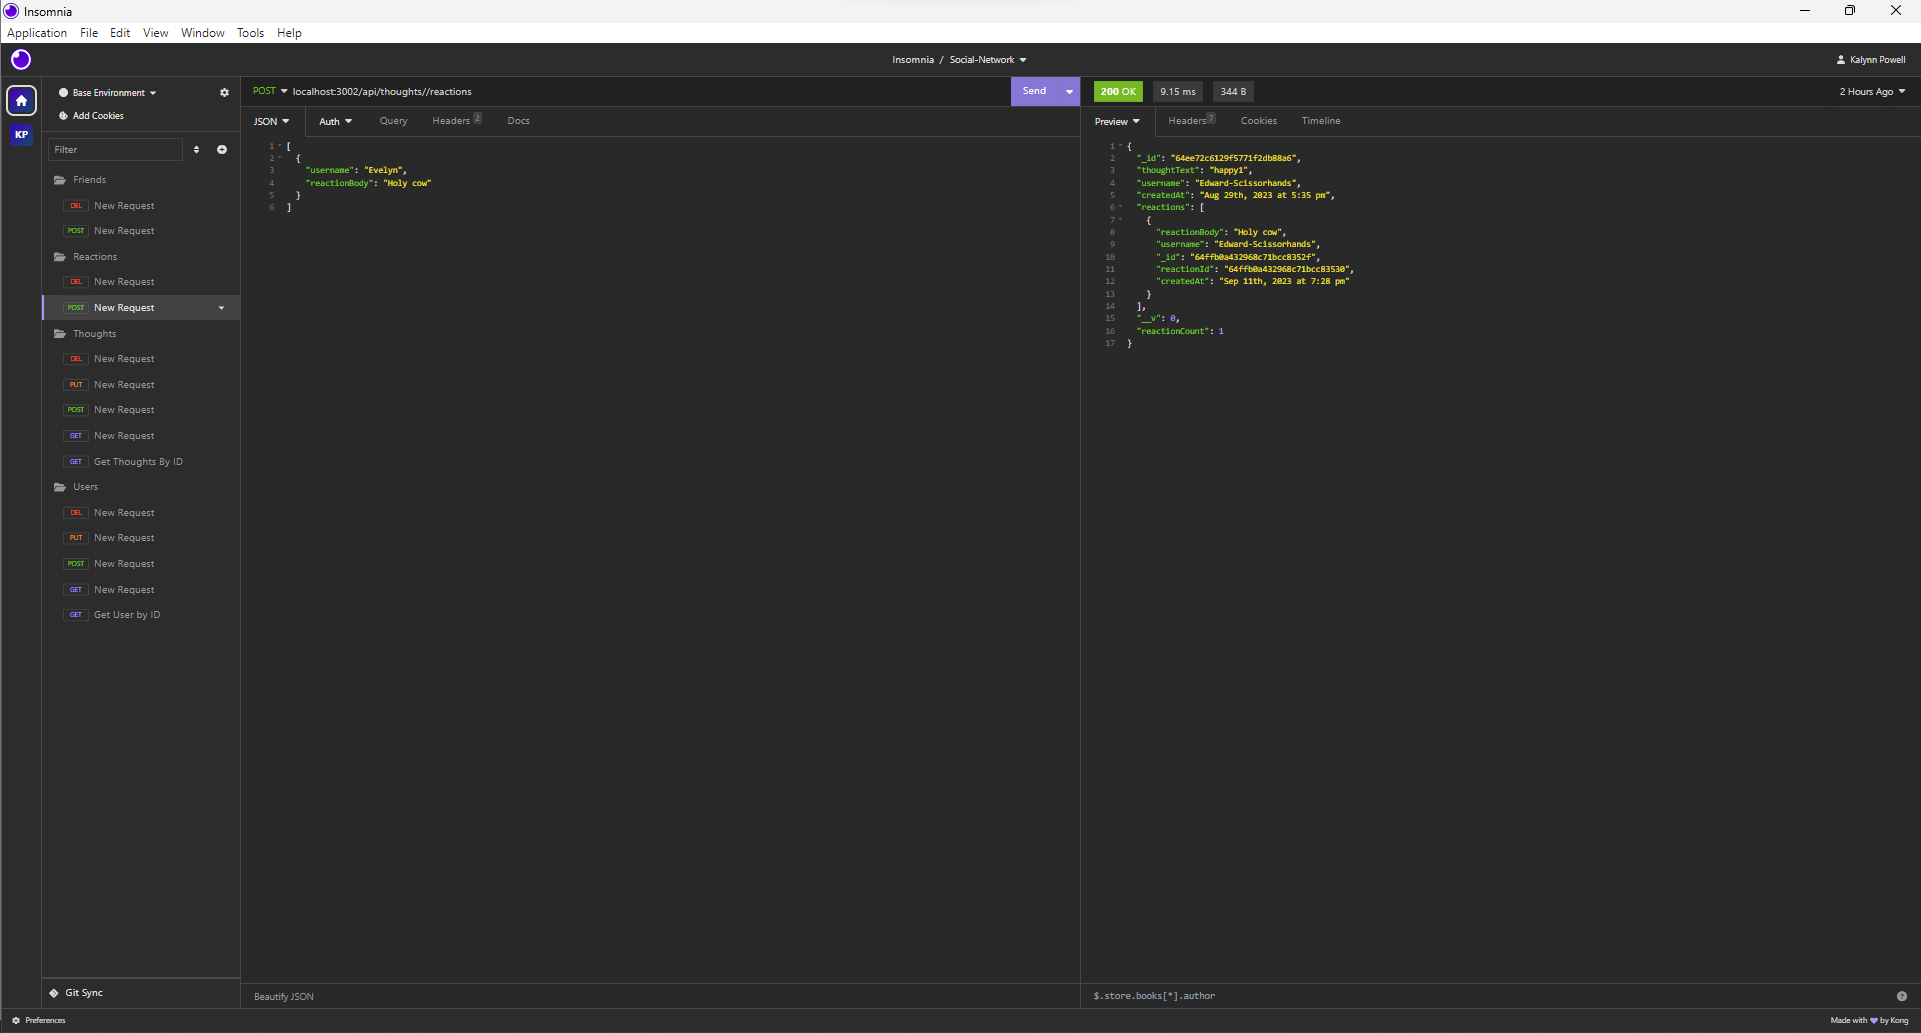 Insomnia
Application File Edit View Window Tools Help
Insomnia / Social-Network
Kalynn Powell
KP
Base Environment
Add Cookies
Filter
Friends
DEL New Request
POST New Request
Reactions
DEL New Request
POST New Request
Thoughts
DEL New Request
PUT New Request
POST New Request
GET New Request
GET Get Thoughts By ID
Users
DEL New Request
PUT New Request
POST New Request
GET New Request
GET Get User by ID
Git Sync
Preferences
POST localhost:3002/api/thoughts//reactions Send
JSON Auth Query Headers 2 Docs
1 [
2 {
3 "username": "Evelyn",
4 "reactionBody": "Holy cow"
5 }
6 ]
Beautify JSON
200 OK 9.15 ms 344 B 2 Hours Ago
Preview Headers 7 Cookies Timeline
1 {
2 "_id": "64ee72c6129f5771f2db88a6",
3 "thoughtText": "happy1",
4 "username": "Edward-Scissorhands",
5 "createdAt": "Aug 29th, 2023 at 5:35 pm",
6 "reactions": [
7 {
8 "reactionBody": "Holy cow",
9 "username": "Edward-Scissorhands",
10 "_id": "64ffb0a432968c71bcc8352f",
11 "reactionId": "64ffb0a432968c71bcc83530",
12 "createdAt": "Sep 11th, 2023 at 7:28 pm"
13 }
14 ],
15 "__v": 0,
16 "reactionCount": 1
17 }
$.store.books[*].author
?
Made with 💜 by Kong